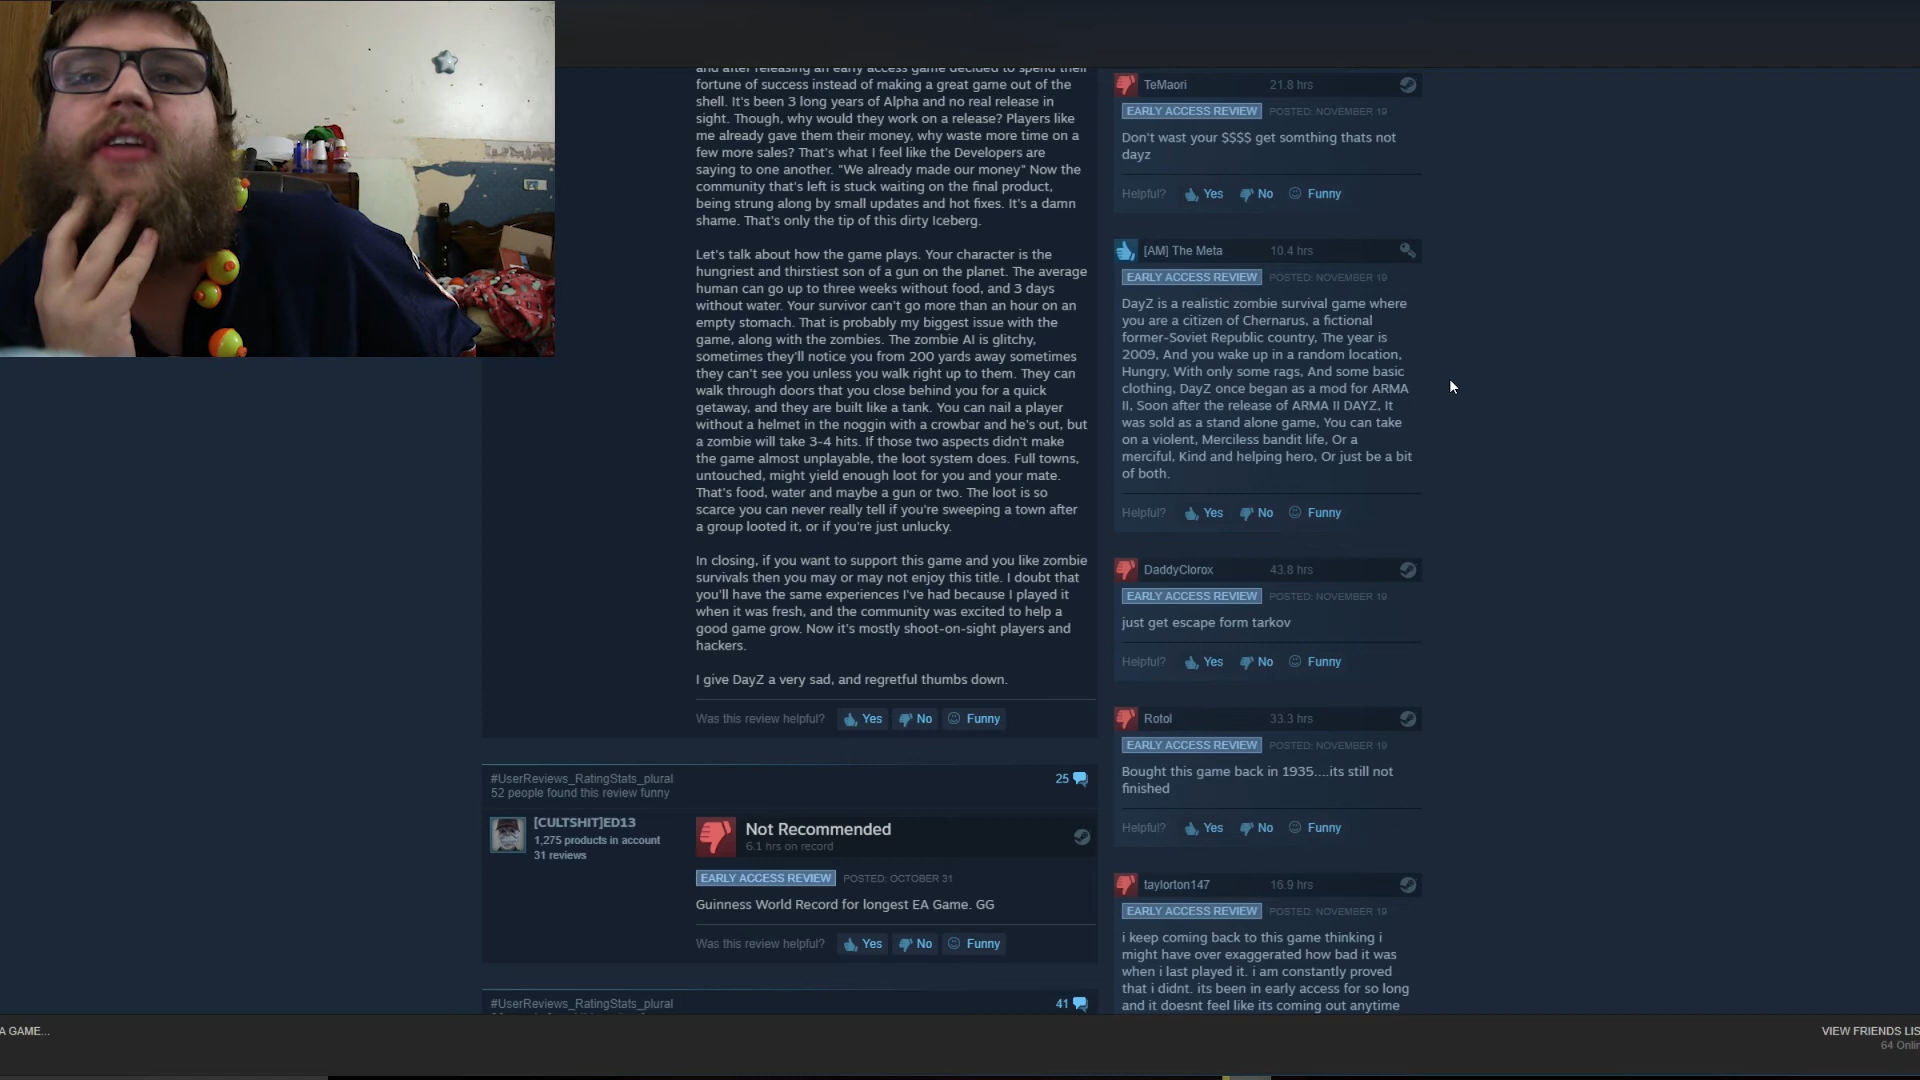 and after releasing an early access game decided to spend their
fortune of success instead of making a great game out of the
shell. It's been 3 long years of Alpha and no real release in
sight. Though, why would they work on a release? Players like
me already gave them their money, why waste more time on a
few more sales? That's what I feel like the Developers are
saying to one another. "We already made our money" Now the
community that's left is stuck waiting on the final product,
being strung along by small updates and hot fixes. It's a damn
shame. That's only the tip of this dirty Iceberg.
Let's talk about how the game plays. Your character is the
hungriest and thirstiest son of a gun on the planet. The average
human can go up to three weeks without food, and 3 days
without water. Your survivor can't go more than an hour on an
empty stomach. That is probably my biggest issue with the
game, along with the zombies. The zombie AI is glitchy,
sometimes they'll notice you from 200 yards away sometimes
they can't see you unless you walk right up to them. They can
walk through doors that you close behind you for a quick
getaway, and they are built like a tank. You can nail a player
without a helmet in the noggin with a crowbar and he's out, but
a zombie will take 3-4 hits. If those two aspects didn't make
the game almost unplayable, the loot system does. Full towns,
untouched, might yield enough loot for you and your mate.
That's food, water and maybe a gun or two. The loot is so
scarce you can never really tell if you're sweeping a town after
a group looted it, or if you're just unlucky.
In closing, if you want to support this game and you like zombie
survivals then you may or may not enjoy this title. I doubt that
you'll have the same experiences I've had because I played it
when it was fresh, and the community was excited to help a
good game grow. Now it's mostly shoot-on-sight players and
hackers.
I give DayZ a very sad, and regretful thumbs down.
Was this review helpful? Yes No Funny
#UserReviews_RatingStats_plural 25
52 people found this review funny
[CULTSHIT]ED13
1,275 products in account
31 reviews
Not Recommended
6.1 hrs on record
EARLY ACCESS REVIEW POSTED: OCTOBER 31
Guinness World Record for longest EA Game. GG
Was this review helpful? Yes No Funny
#UserReviews_RatingStats_plural 41
TeMaori 21.8 hrs
EARLY ACCESS REVIEW POSTED: NOVEMBER 19
Don't wast your $$$$ get somthing thats not
dayz
Helpful? Yes No Funny
[AM] The Meta 10.4 hrs
EARLY ACCESS REVIEW POSTED: NOVEMBER 19
DayZ is a realistic zombie survival game where
you are a citizen of Chernarus, a fictional
former-Soviet Republic country, The year is
2009, And you wake up in a random location,
Hungry, With only some rags, And some basic
clothing, DayZ once began as a mod for ARMA
II, Soon after the release of ARMA II DAYZ, It
was sold as a stand alone game, You can take
on a violent, Merciless bandit life, Or a
merciful, Kind and helping hero, Or just be a bit
of both.
Helpful? Yes No Funny
DaddyClorox 43.8 hrs
EARLY ACCESS REVIEW POSTED: NOVEMBER 19
just get escape form tarkov
Helpful? Yes No Funny
Rotol 33.3 hrs
EARLY ACCESS REVIEW POSTED: NOVEMBER 19
Bought this game back in 1935....its still not
finished
Helpful? Yes No Funny
taylorton147 16.9 hrs
EARLY ACCESS REVIEW POSTED: NOVEMBER 19
i keep coming back to this game thinking i
might have over exaggerated how bad it was
when i last played it. i am constantly proved
that i didnt. its been in early access for so long
and it doesnt feel like its coming out anytime
A GAME...
VIEW FRIENDS LIS
64 Onlin